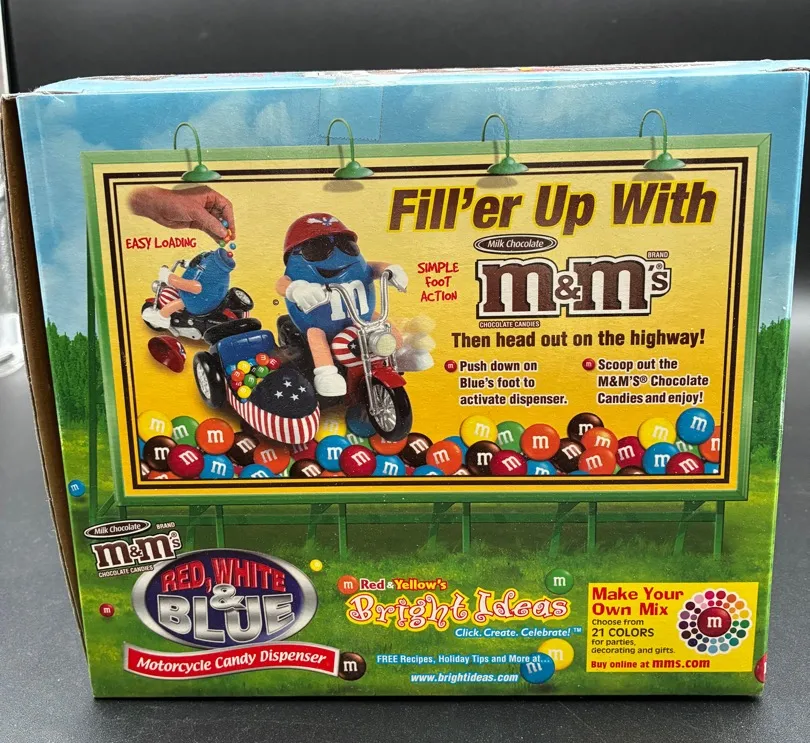 Fill'er Up With
EASY LOADING
SIMPLE
FOOT
ACTION
Milk Chocolate
BRAND
m&m's®
CHOCOLATE CANDIES
Then head out on the highway!
Push down on
Blue's foot to
activate dispenser.
Scoop out the
M&M'S® Chocolate
Candies and enjoy!
Milk Chocolate
BRAND
m&m's
CHOCOLATE CANDIES
RED, WHITE
&
BLUE
Motorcycle Candy Dispenser
Red & Yellow's
Bright Ideas
Click. Create. Celebrate! ™
FREE Recipes, Holiday Tips and More at...
www.brightideas.com
Make Your
Own Mix
Choose from
21 COLORS
for parties,
decorating and gifts.
Buy online at mms.com